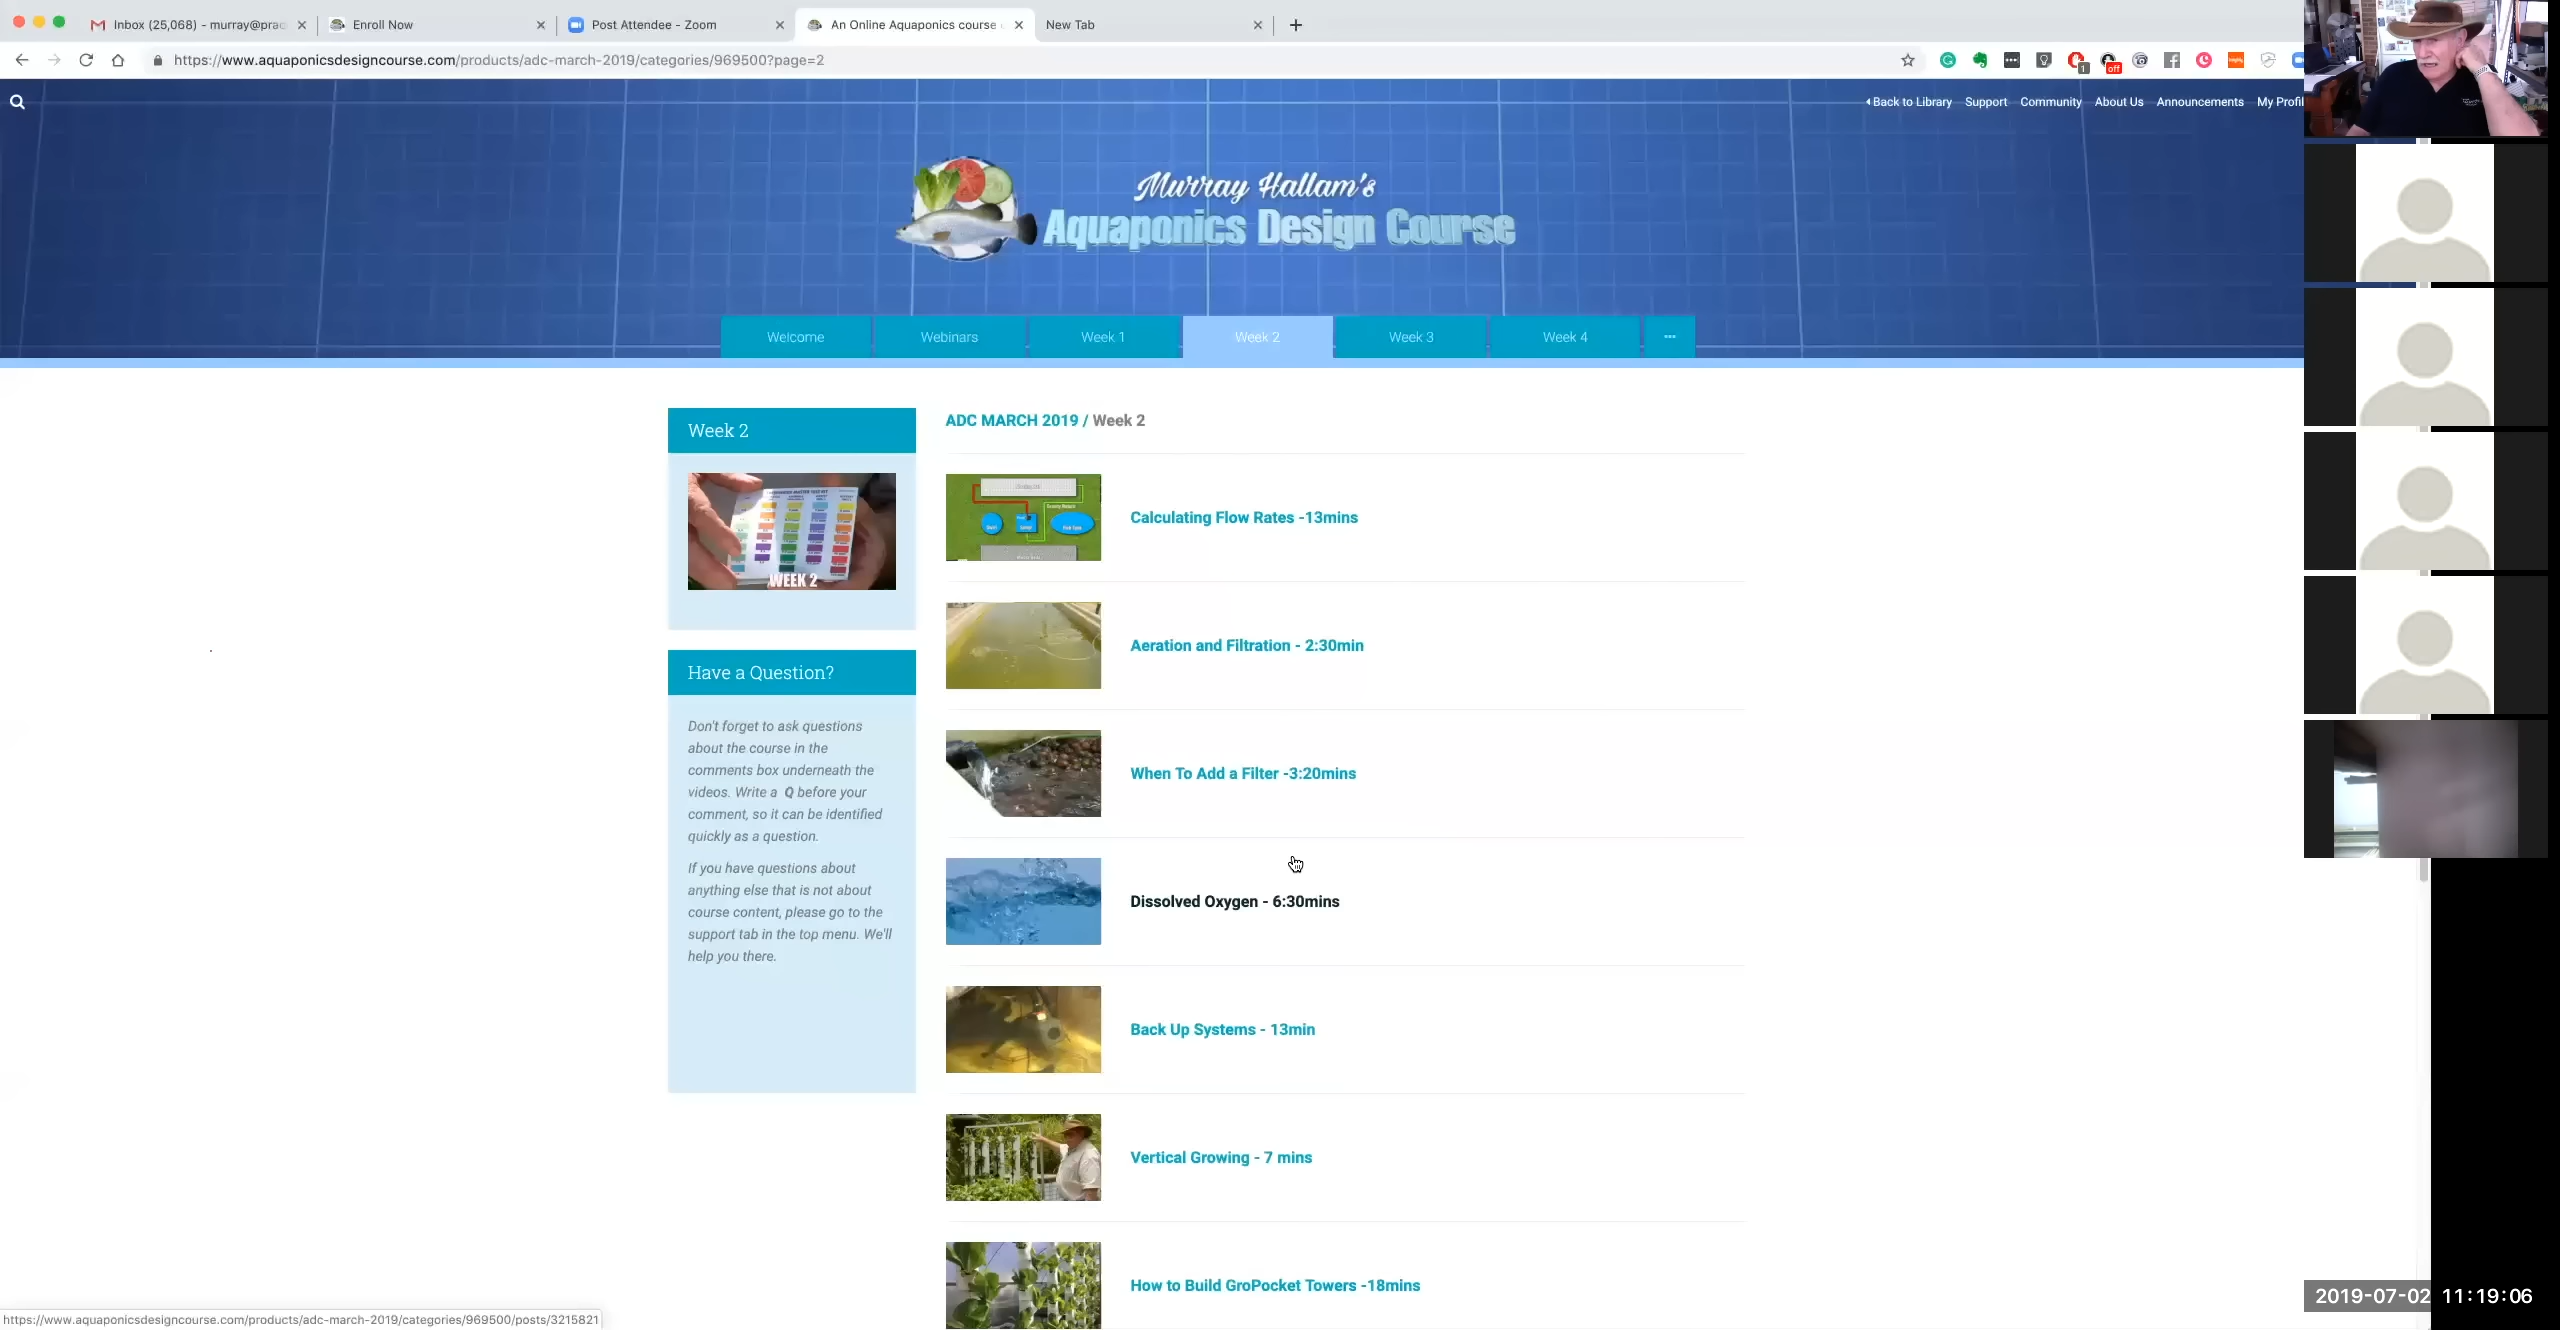 Inbox (25,068) - murray@prac
Enroll Now
Post Attendee - Zoom
An Online Aquaponics course
New Tab
https://www.aquaponicsdesigncourse.com/products/adc-march-2019/categories/969500?page=2
Back to Library Support Community About Us Announcements My Profil
Murray Hallam's
Aquaponics Design Course
Welcome
Webinars
Week 1
Week 2
Week 3
Week 4
Week 2
WEEK 2
Have a Question?
Don't forget to ask questions
about the course in the
comments box underneath the
videos. Write a Q before your
comment, so it can be identified
quickly as a question.
If you have questions about
anything else that is not about
course content, please go to the
support tab in the top menu. We'll
help you there.
ADC MARCH 2019 / Week 2
Calculating Flow Rates -13mins
Aeration and Filtration - 2:30min
When To Add a Filter -3:20mins
Dissolved Oxygen - 6:30mins
Back Up Systems - 13min
Vertical Growing - 7 mins
How to Build GroPocket Towers -18mins
https://www.aquaponicsdesigncourse.com/products/adc-march-2019/categories/969500/posts/3215821
2019-07-02 11:19:06